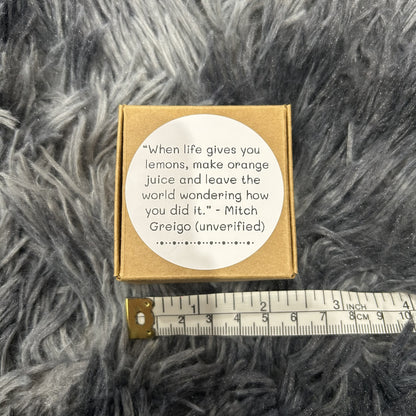 “When life gives you
lemons, make orange
juice and leave the
world wondering how
you did it.” - Mitch
Greigo (unverified)
1 2 3 INCH 4
2 3 4 5 6 7 8 CM 9 10